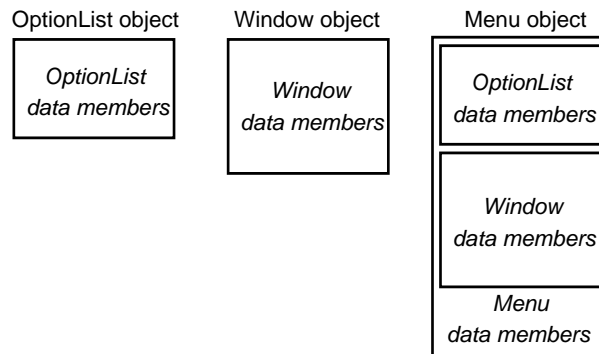 OptionList object
OptionList
data members
Window object
Window
data members
Menu object
OptionList
data members
Window
data members
Menu
data members